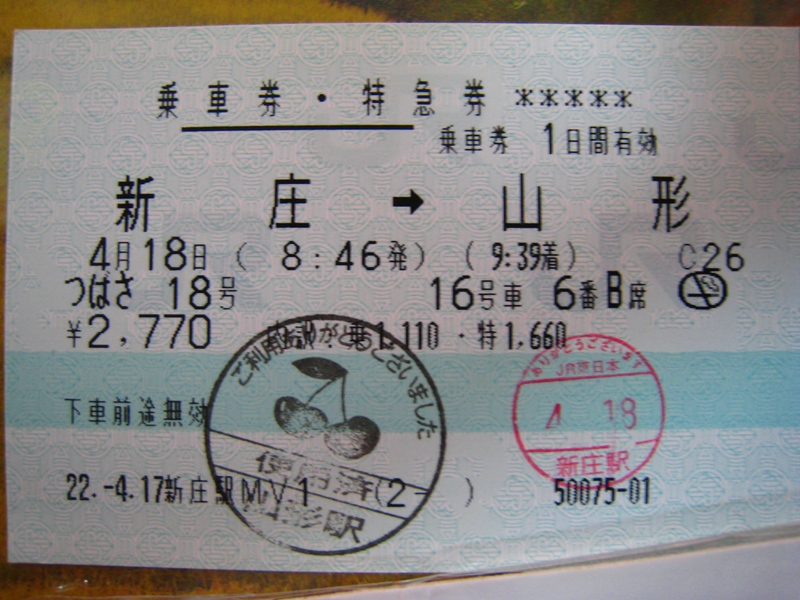 乗車券・特急券 *****
乗車券 1日間有効
新庄 → 山形
4月18日 ( 8:46発) ( 9:39着) C26
つばさ 18号 16号車 6番B席
¥2,770 内訳:乗1,110・特1,660
下車前途無効
22.-4.17新庄駅MV1 (2- ) 50075-01
ご利用ありがとうございました
使用済
山形駅
ありがとうございます
JR東日本
4 18
新庄駅